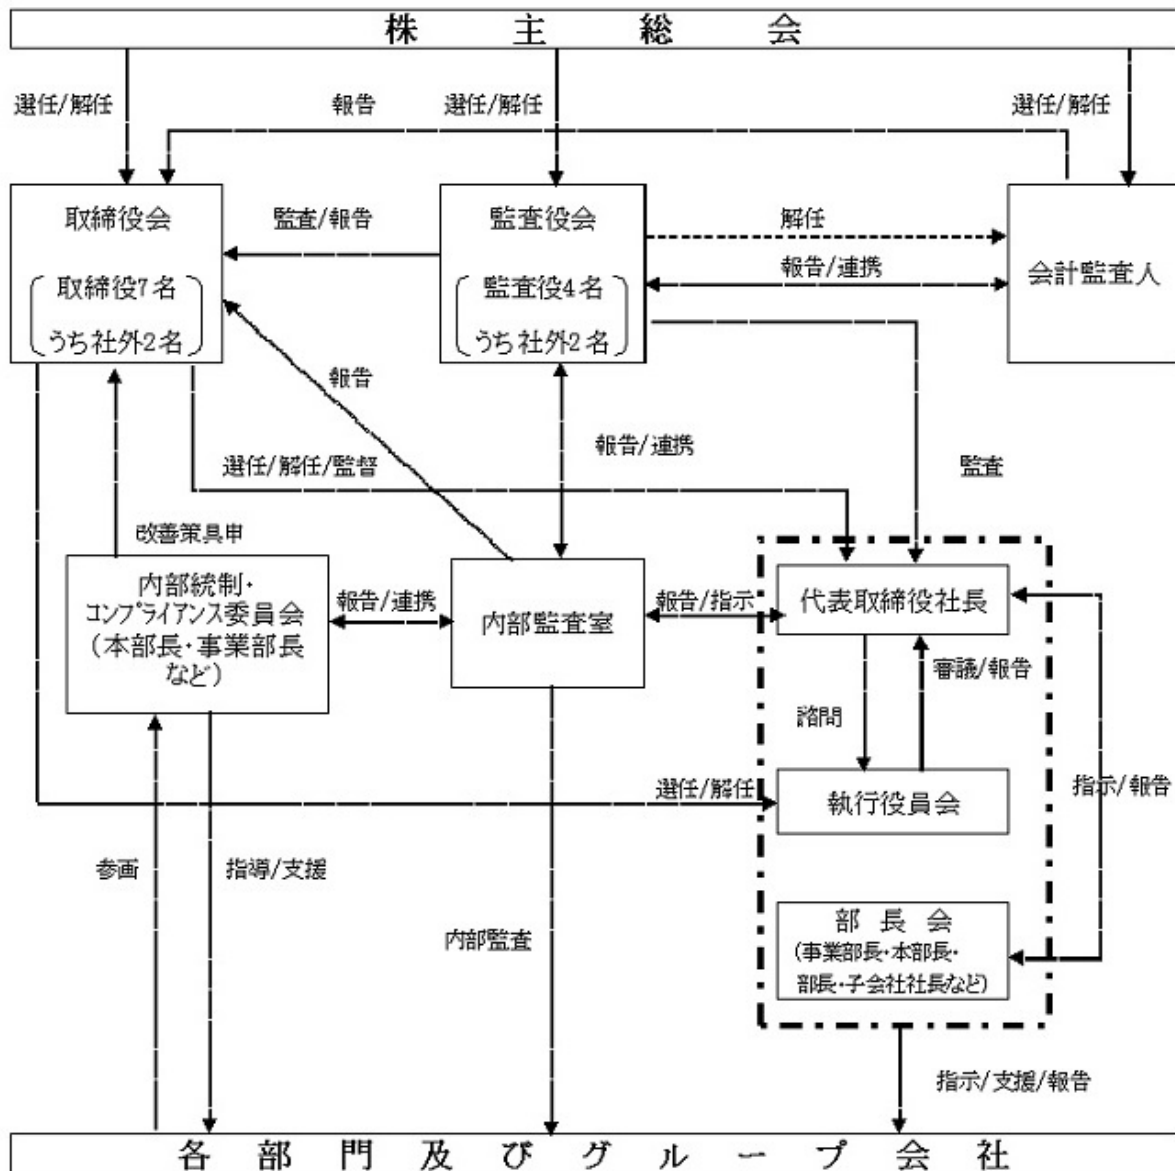 株主総会
選任/解任
報告
選任/解任
選任/解任
取締役会
取締役7名
うち社外2名
監査/報告
監査役会
監査役4名
うち社外2名
解任
報告/連携
会計監査人
報告
報告/連携
選任/解任/監督
監査
改善策具申
内部統制・
コンプライアンス委員会
(本部長・事業部長
など)
報告/連携
内部監査室
報告/指示
代表取締役社長
審議/報告
諮問
選任/解任
執行役員会
指示/報告
参画
指導/支援
内部監査
部長会
(事業部長・本部長・
部長・子会社社長など)
指示/支援/報告
各部門及びグループ会社